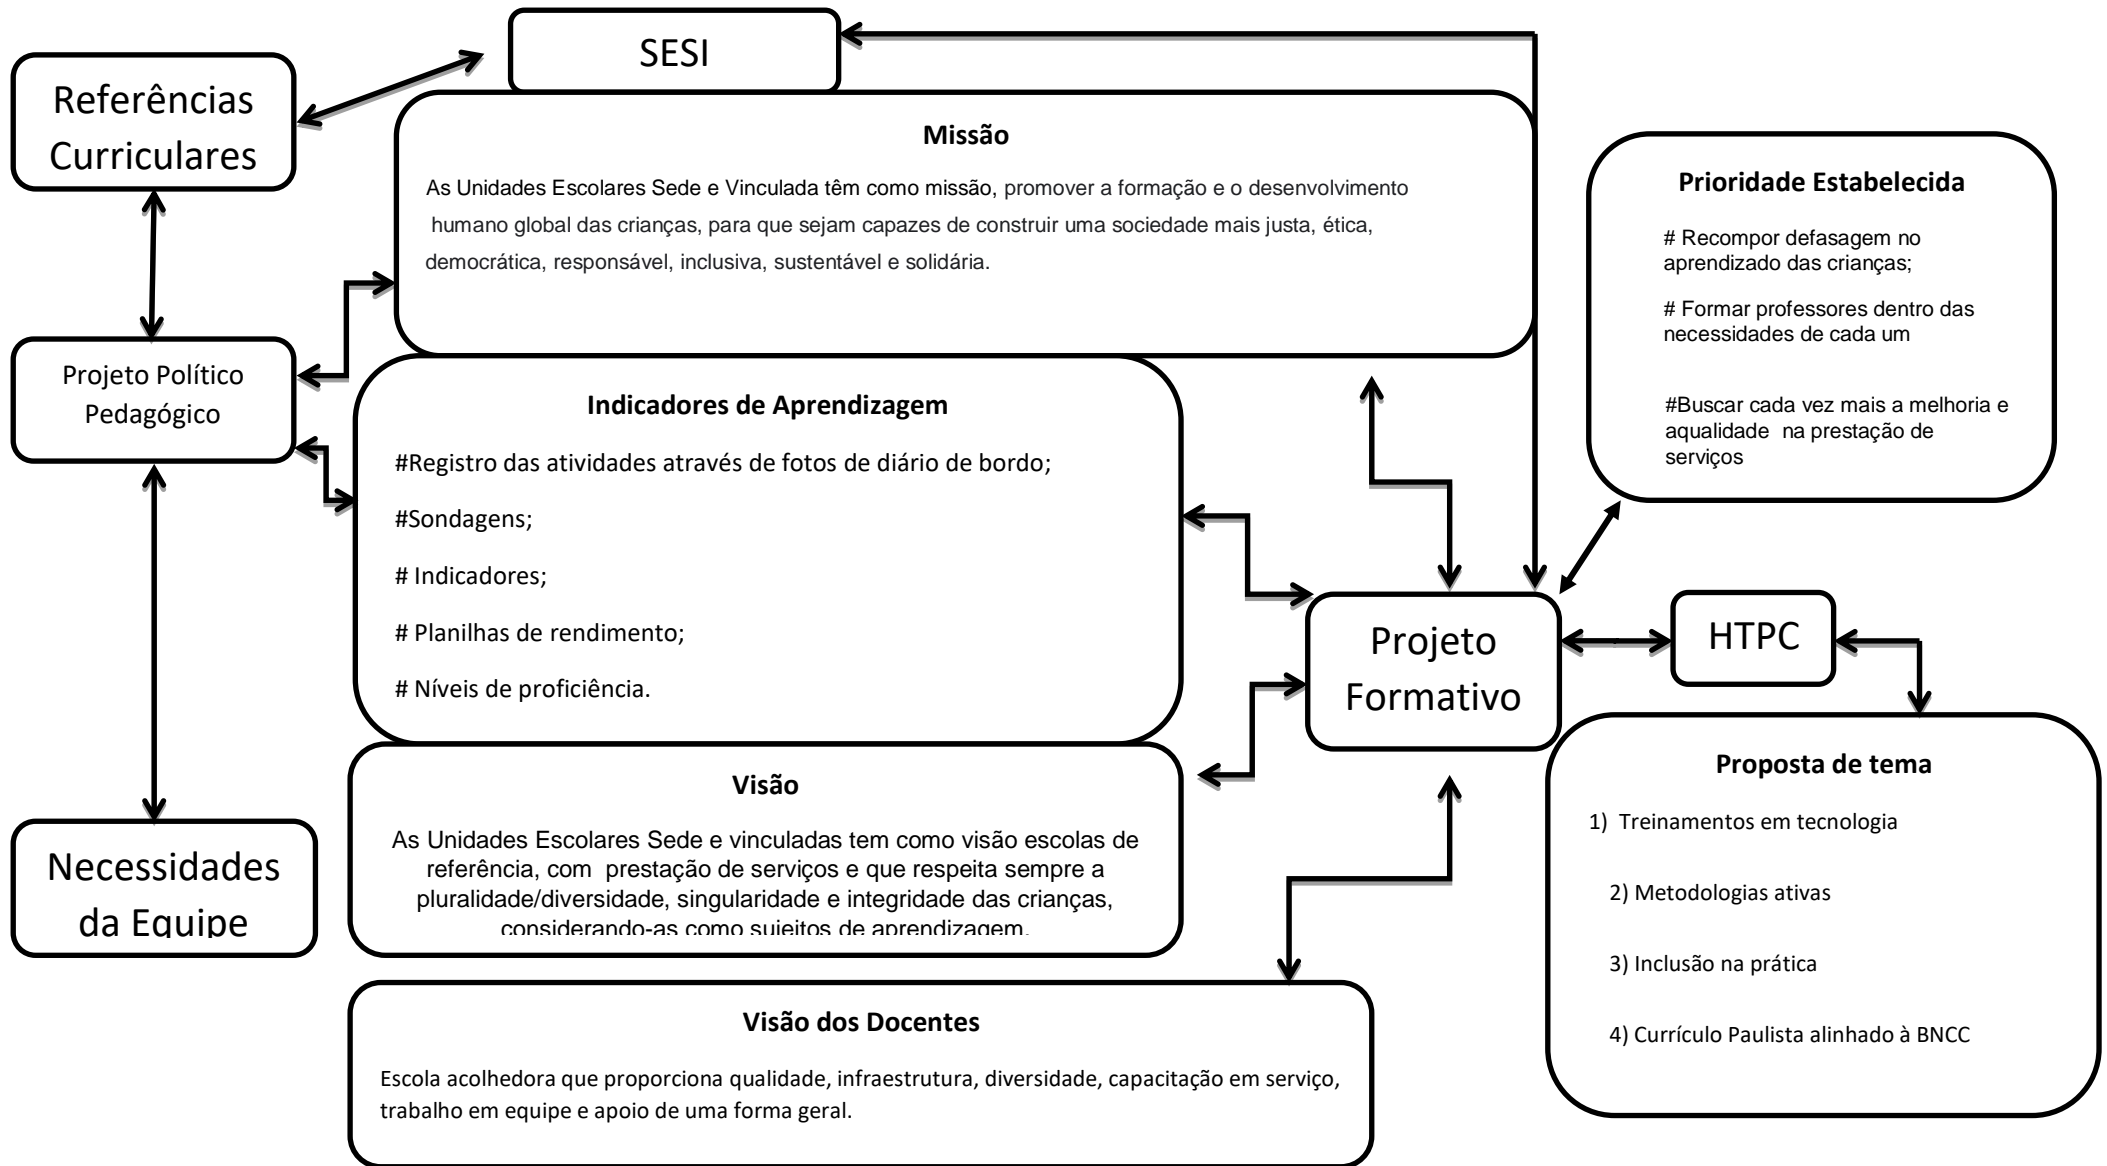 SESI
Referências
Curriculares
Missão
As Unidades Escolares Sede e Vinculada têm como missão, promover a formação e o desenvolvimento
humano global das crianças, para que sejam capazes de construir uma sociedade mais justa, ética,
democrática, responsável, inclusiva, sustentável e solidária.
Prioridade Estabelecida
# Recompor defasagem no
aprendizado das crianças;
# Formar professores dentro das
necessidades de cada um
#Buscar cada vez mais a melhoria e
aqualidade na prestação de
serviços
Projeto Político
Pedagógico
Indicadores de Aprendizagem
#Registro das atividades através de fotos de diário de bordo;
#Sondagens;
# Indicadores;
# Planilhas de rendimento;
# Níveis de proficiência.
Projeto
Formativo
HTPC
Visão
As Unidades Escolares Sede e vinculadas tem como visão escolas de
referência, com prestação de serviços e que respeita sempre a
pluralidade/diversidade, singularidade e integridade das crianças,
considerando-as como sujeitos de aprendizagem.
Proposta de tema
1) Treinamentos em tecnologia
2) Metodologias ativas
3) Inclusão na prática
4) Currículo Paulista alinhado à BNCC
Necessidades
da Equipe
Visão dos Docentes
Escola acolhedora que proporciona qualidade, infraestrutura, diversidade, capacitação em serviço,
trabalho em equipe e apoio de uma forma geral.